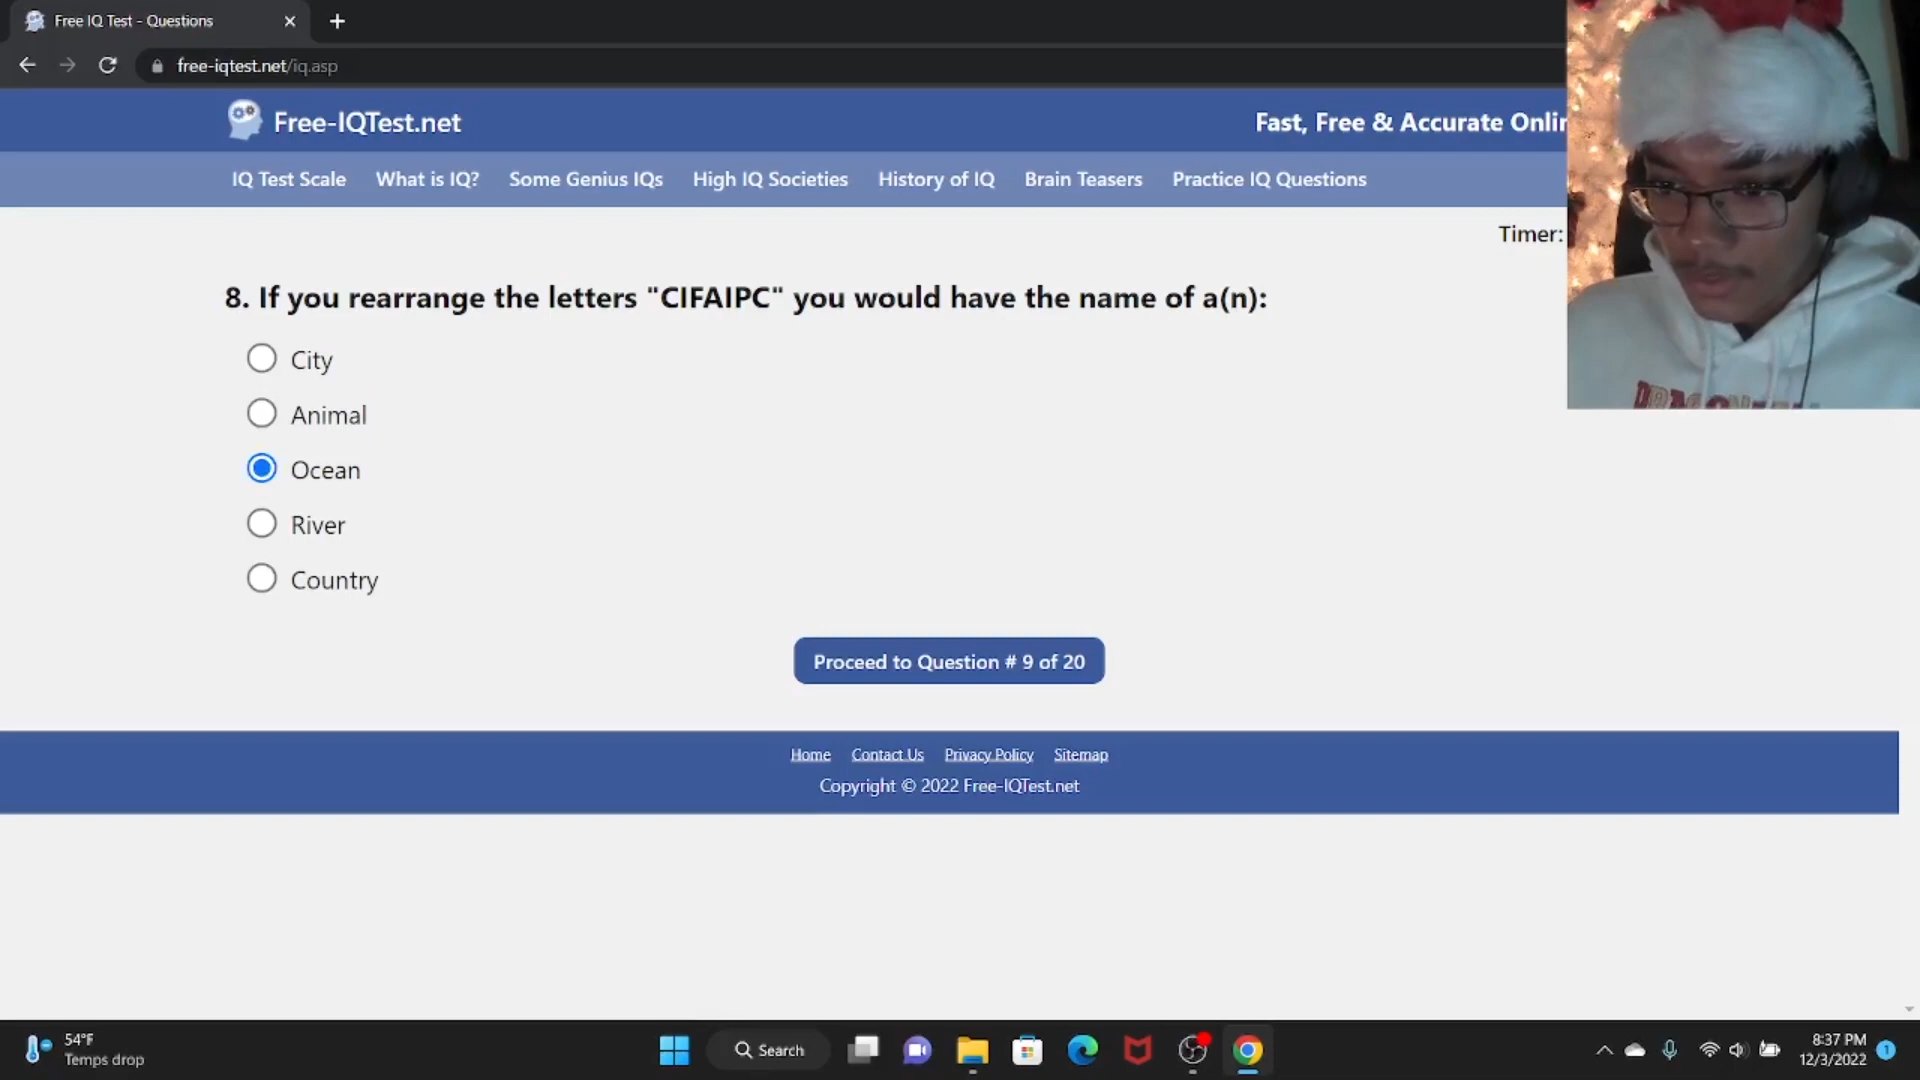 Free IQ Test - Questions
free-iqtest.net/iq.asp
Free-IQTest.net
Fast, Free & Accurate
IQ Test Scale What is IQ? Some Genius IQs High IQ Societies History of IQ Brain Teasers Practice IQ Questions
Timer:
8. If you rearrange the letters "CIFAIPC" you would have the name of a(n):
City
Animal
Ocean
River
Country
Proceed to Question # 9 of 20
Home Contact Us Privacy Policy Sitemap
Copyright © 2022 Free-IQTest.net
54°F
Temps drop
Search
8:37 PM
12/3/2022
1